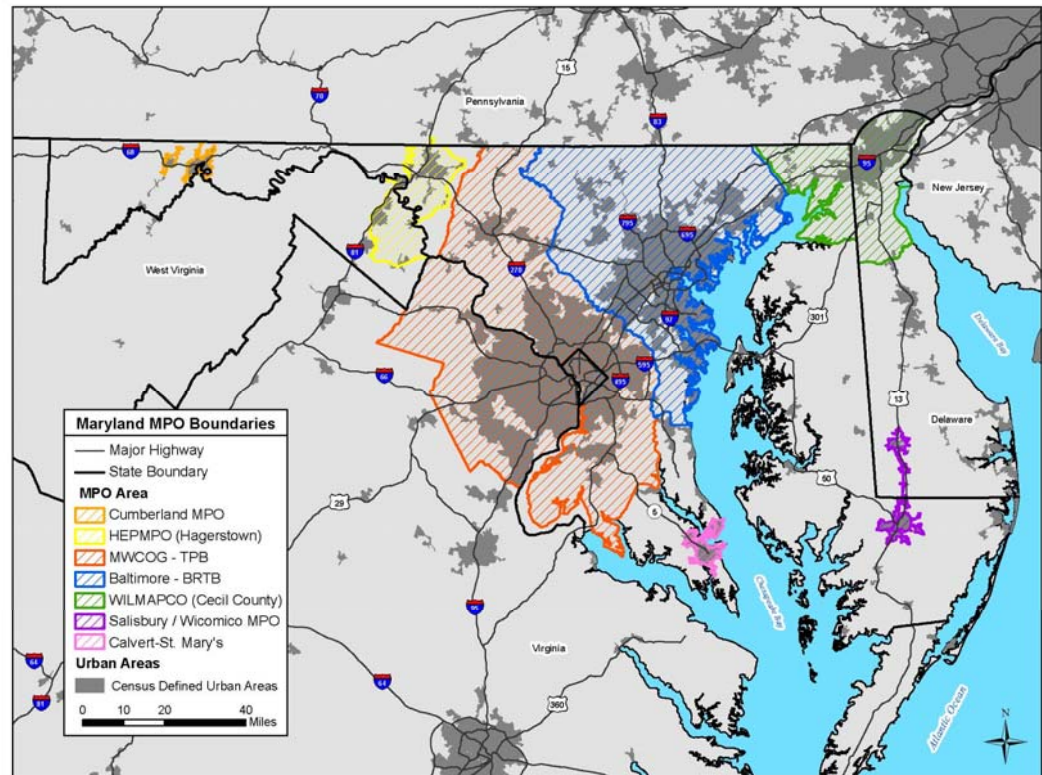 15
70
Pennsylvania
83
68
95
New Jersey
795
695
81
West Virginia
270
301
97
Delaware Bay
66
595
495
13
Delaware
Maryland MPO Boundaries
Major Highway
State Boundary
MPO Area
Cumberland MPO
HEPMPO (Hagerstown)
MWCOG - TPB
Baltimore - BRTB
WILMAPCO (Cecil County)
Salisbury / Wicomico MPO
Calvert-St. Mary's
Urban Areas
Census Defined Urban Areas
0 10 20 40
Miles
29
50
5
Chesapeake Bay
95
Virginia
64
64
81
360
Atlantic Ocean
N